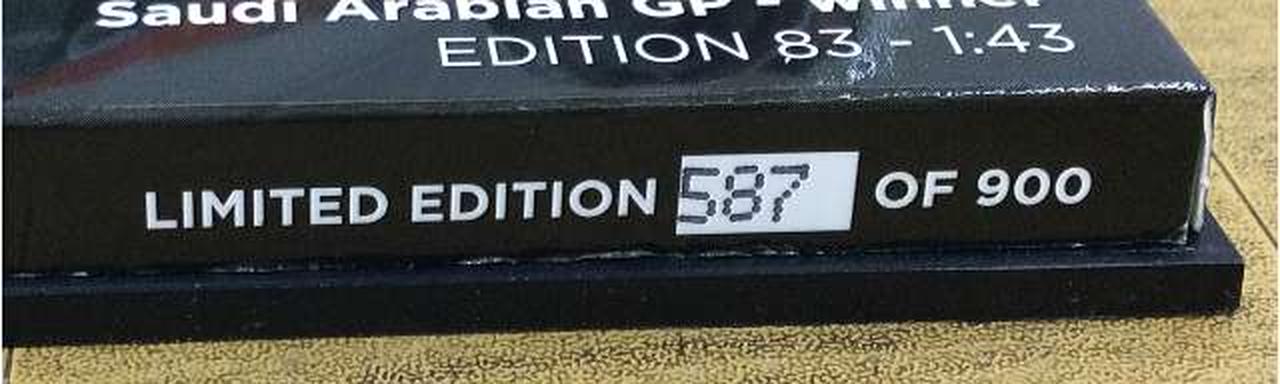 Saudi Arabian GP - Winner
EDITION 83 - 1:43
LIMITED EDITION 587 OF 900